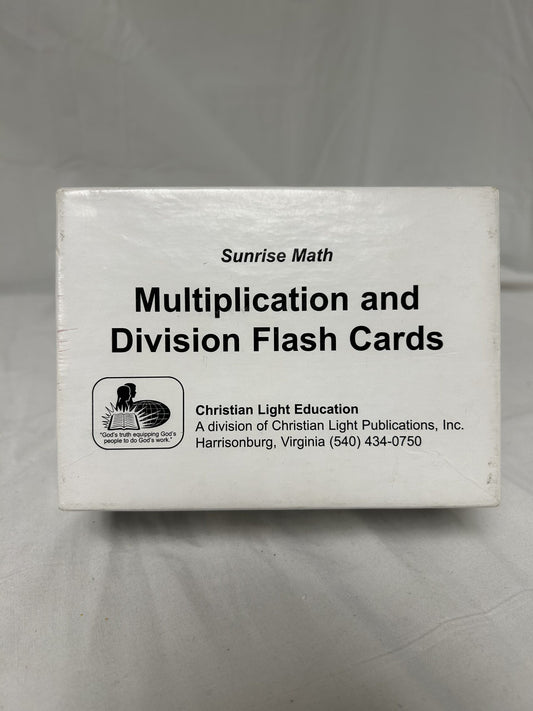 Sunrise Math
Multiplication and
Division Flash Cards
"God's truth equipping God's
people to do God's work."
Christian Light Education
A division of Christian Light Publications, Inc.
Harrisonburg, Virginia (540) 434-0750